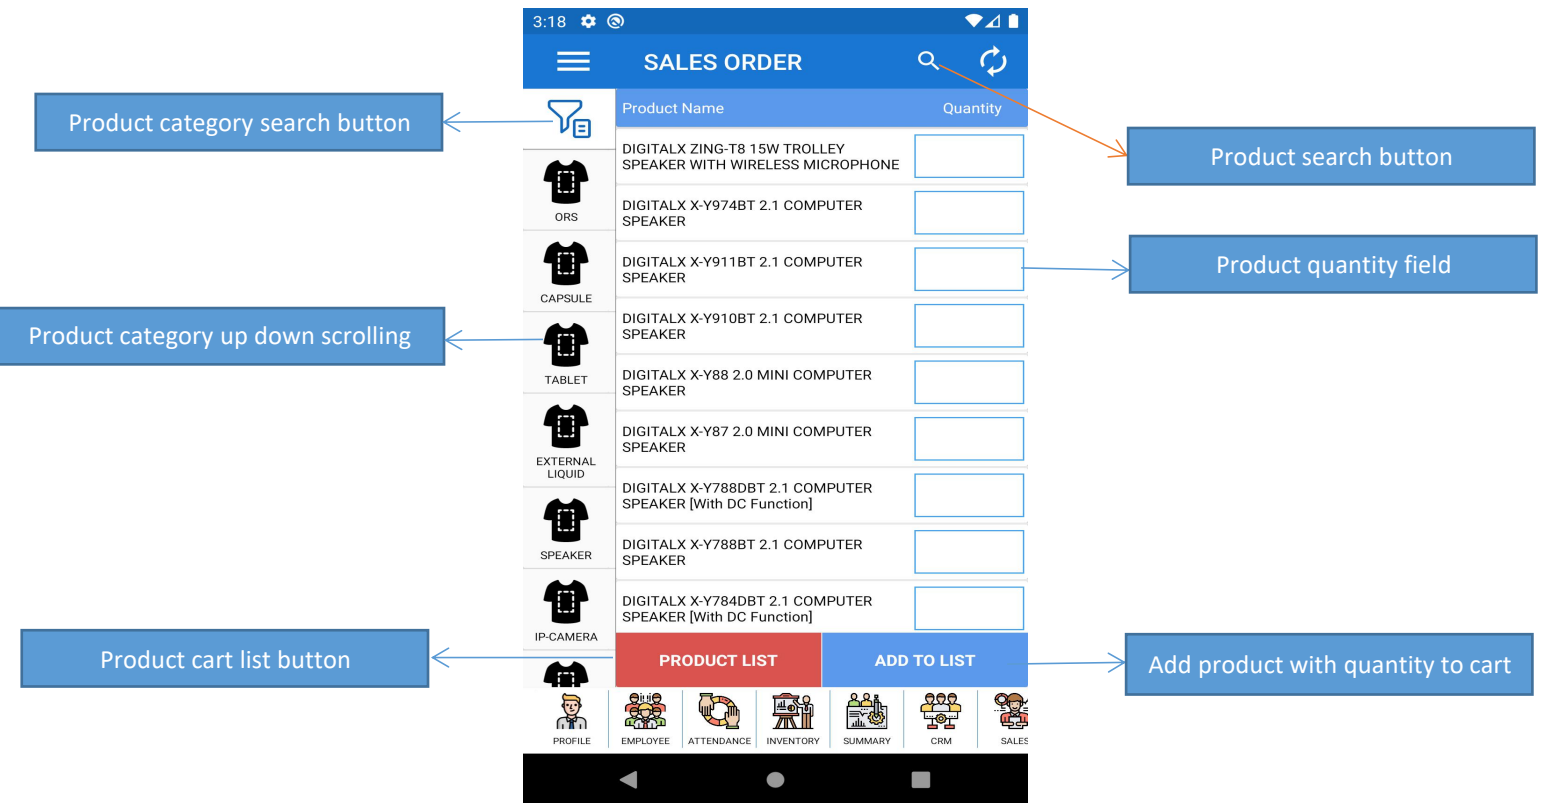 3:18
SALES ORDER
Product category search button
Product Name
Quantity
DIGITALX ZING-T8 15W TROLLEY
SPEAKER WITH WIRELESS MICROPHONE
Product search button
ORS
DIGITALX X-Y974BT 2.1 COMPUTER
SPEAKER
DIGITALX X-Y911BT 2.1 COMPUTER
SPEAKER
Product quantity field
CAPSULE
DIGITALX X-Y910BT 2.1 COMPUTER
SPEAKER
Product category up down scrolling
TABLET
DIGITALX X-Y88 2.0 MINI COMPUTER
SPEAKER
DIGITALX X-Y87 2.0 MINI COMPUTER
SPEAKER
EXTERNAL
LIQUID
DIGITALX X-Y788DBT 2.1 COMPUTER
SPEAKER [With DC Function]
SPEAKER
DIGITALX X-Y788BT 2.1 COMPUTER
SPEAKER
DIGITALX X-Y784DBT 2.1 COMPUTER
SPEAKER [With DC Function]
IP-CAMERA
Product cart list button
PRODUCT LIST
ADD TO LIST
Add product with quantity to cart
PROFILE
EMPLOYEE
ATTENDANCE
INVENTORY
SUMMARY
CRM
SALES